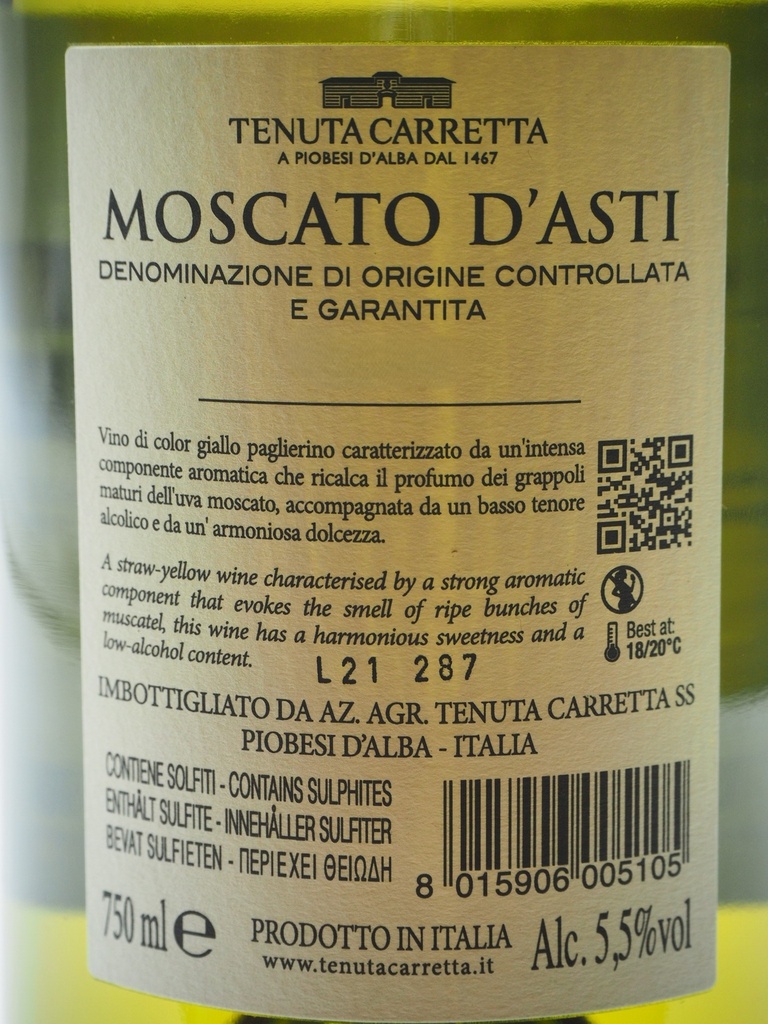 TENUTA CARRETTA
A PIOBESI D'ALBA DAL 1467
MOSCATO D'ASTI
DENOMINAZIONE DI ORIGINE CONTROLLATA
E GARANTITA
Vino di color giallo paglierino caratterizzato da un'intensa
componente aromatica che ricalca il profumo dei grappoli
maturi dell'uva moscato, accompagnata da un basso tenore
alcolico e da un' armoniosa dolcezza.
A straw-yellow wine characterised by a strong aromatic
component that evokes the smell of ripe bunches of
muscatel, this wine has a harmonious sweetness and a
low-alcohol content.
Best at:
18/20°C
L21 287
IMBOTTIGLIATO DA AZ. AGR. TENUTA CARRETTA SS
PIOBESI D'ALBA - ITALIA
CONTIENE SOLFITI - CONTAINS SULPHITES
ENTHÄLT SULFITE - INNEHÅLLER SULFITER
BEVAT SULFIETEN - ΠΕΡΙΕΧΕΙ ΘΕΙΩΔΗ
8 015906 005105
750 ml e
PRODOTTO IN ITALIA
www.tenutacarretta.it
Alc. 5,5%vol